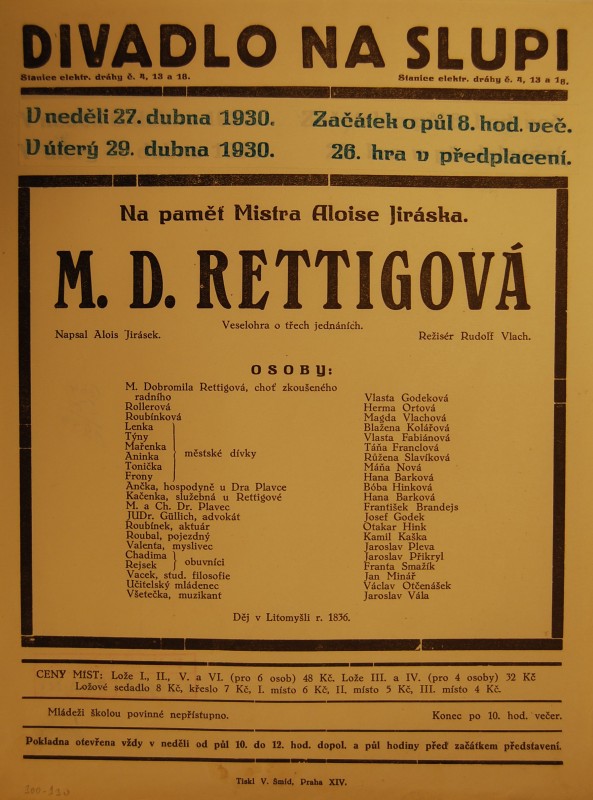 DIVADLO NA SLUPI
Stanice elektr. dráhy č. 4, 13 a 18. Stanice elektr. dráhy č. 4, 13 a 18.
V neděli 27. dubna 1930. Začátek o půl 8. hod. več.
V úterý 29. dubna 1930. 26. hra v předplacení.
Na paměť Mistra Aloise Jiráska.
M. D. RETTIGOVÁ
Veselohra o třech jednáních.
Napsal Alois Jirásek. Režisér Rudolf Vlach.
OSOBY:
M. Dobromila Rettigová, choť zkoušeného
radního Vlasta Godeková
Rollerová Herma Ortová
Roubínková Magda Vlachová
Lenka Blažena Kolářová
Týny Vlasta Fabiánová
Mařenka Táňa Franclová
Aninka městské dívky Růžena Slavíková
Tonička Máňa Nová
Frony Hana Barková
Ančka, hospodyně u Dra Plavce Bóba Hinková
Kačenka, služebná u Rettigové Hana Barková
M. a Ch. Dr. Plavec František Brandejs
JUDr. Güllich, advokát Josef Godek
Roubínek, aktuár Otakar Hink
Roubal, pojezdný Kamil Kaška
Valenta, myslivec Jaroslav Pleva
Chadima Jaroslav Přikryl
Rejsek obuvníci Franta Smažík
Vacek, stud. filosofie Jan Minář
Učitelský mládenec Václav Otčenášek
Všetečka, muzikant Jaroslav Vála
Děj v Litomyšli r. 1836.
CENY MÍST: Lože I., II., V. a VI. (pro 6 osob) 48 Kč. Lože III. a IV. (pro 4 osoby) 32 Kč
Ložové sedadlo 8 Kč, křeslo 7 Kč, I. místo 6 Kč, II. místo 5 Kč, III. místo 4 Kč.
Mládeži školou povinné nepřístupno. Konec po 10. hod. večer.
Pokladna otevřena vždy v neděli od půl 10. do 12. hod. dopol. a půl hodiny před začátkem představení.
Tiskl V. Šmíd, Praha XIV.